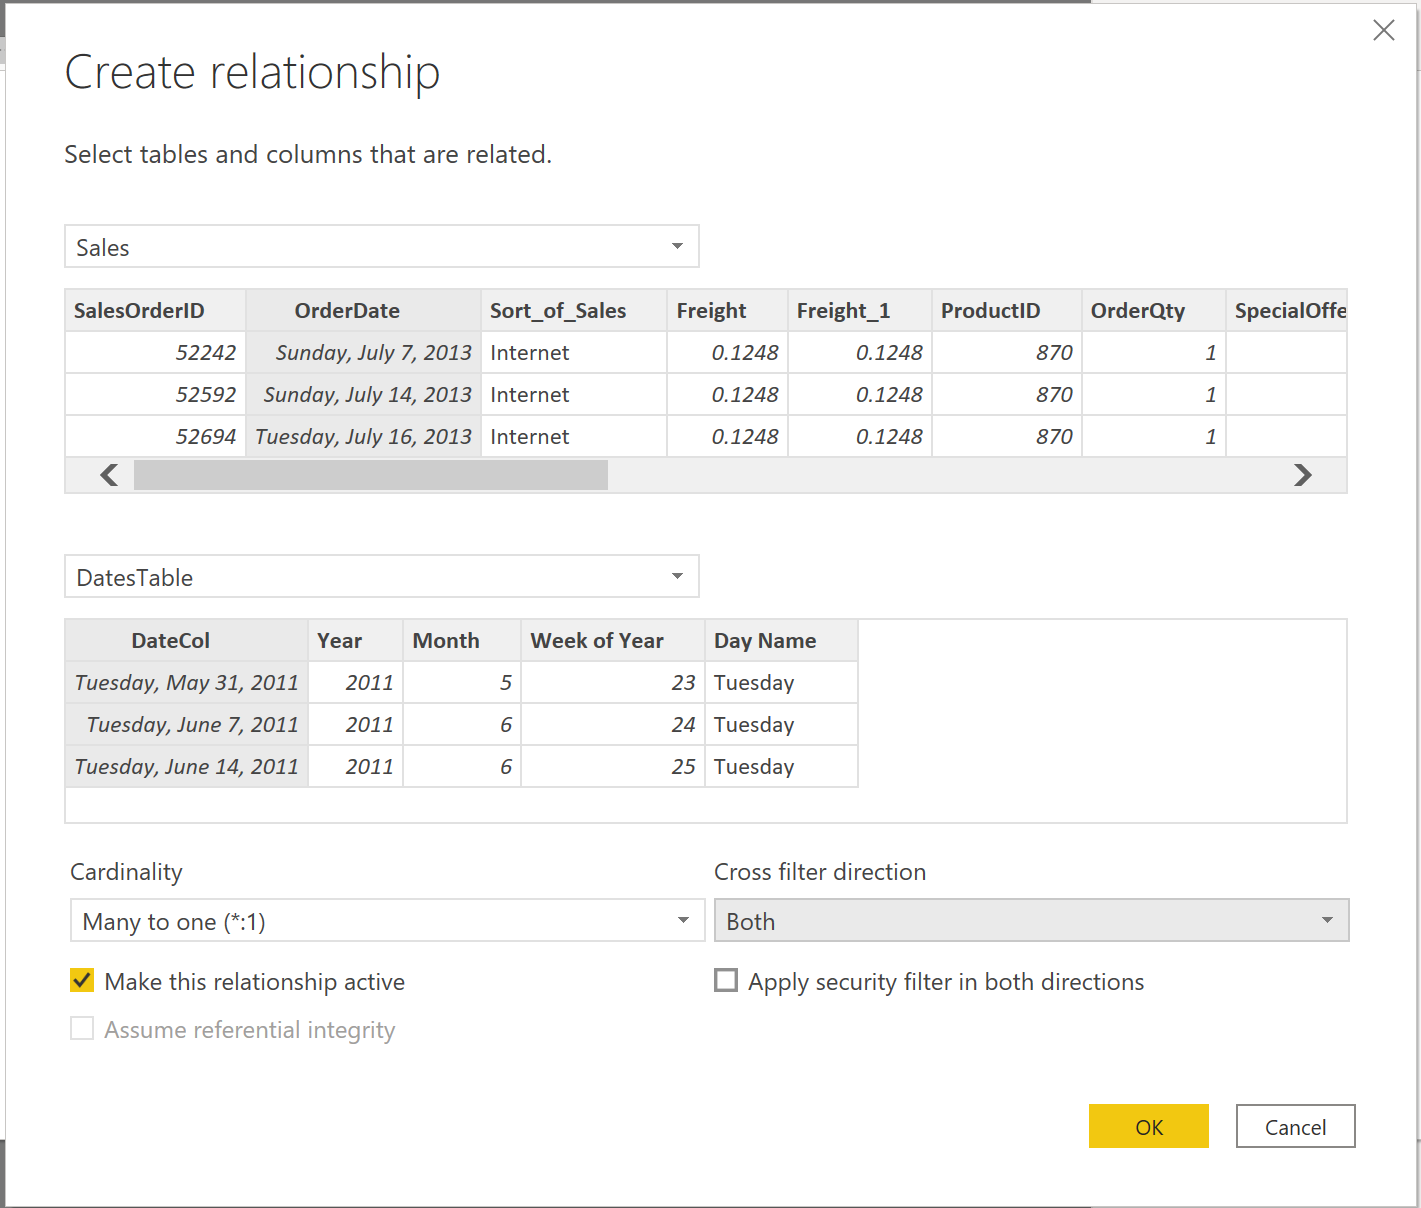 Create relationship
Select tables and columns that are related.
Sales
SalesOrderID OrderDate Sort_of_Sales Freight Freight_1 ProductID OrderQty SpecialOffe
52242 Sunday, July 7, 2013 Internet 0.1248 0.1248 870 1
52592 Sunday, July 14, 2013 Internet 0.1248 0.1248 870 1
52694 Tuesday, July 16, 2013 Internet 0.1248 0.1248 870 1
DatesTable
DateCol Year Month Week of Year Day Name
Tuesday, May 31, 2011 2011 5 23 Tuesday
Tuesday, June 7, 2011 2011 6 24 Tuesday
Tuesday, June 14, 2011 2011 6 25 Tuesday
Cardinality Cross filter direction
Many to one (*:1) Both
Make this relationship active Apply security filter in both directions
Assume referential integrity
OK Cancel